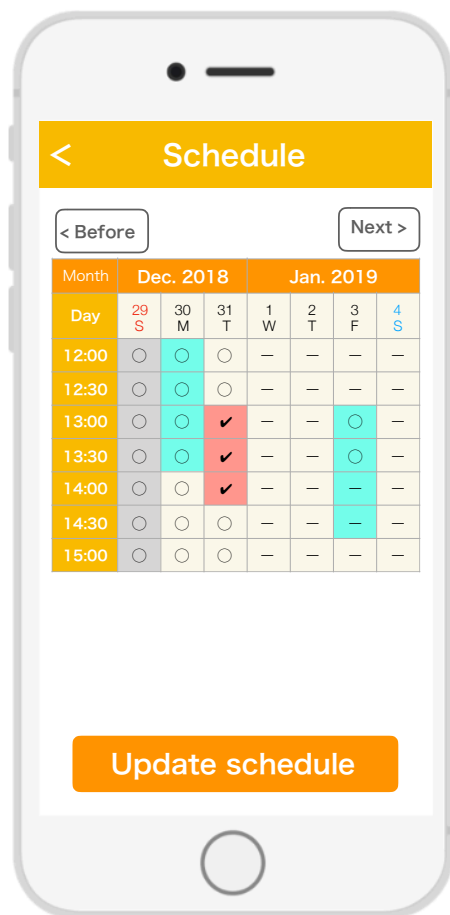 < Schedule
< Before Next >
Month Dec. 2018 Jan. 2019
Day 29 S 30 M 31 T 1 W 2 T 3 F 4 S
12:00 ○ ○ ○ — — — —
12:30 ○ ○ ○ — — — —
13:00 ○ ○ ✔ — — ○ —
13:30 ○ ○ ✔ — — ○ —
14:00 ○ ○ ✔ — — — —
14:30 ○ ○ ○ — — — —
15:00 ○ ○ ○ — — — —
Update schedule